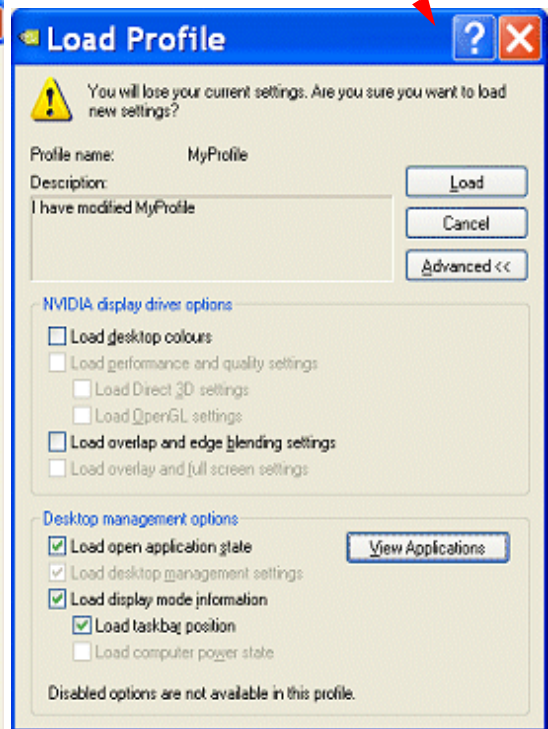 Load Profile
You will lose your current settings. Are you sure you want to load
new settings?
Profile name: MyProfile
Description:
Load
I have modified MyProfile
Cancel
Advanced <<
NVIDIA display driver options
Load desktop colours
Load performance and quality settings
Load Direct 3D settings
Load OpenGL settings
Load overlap and edge blending settings
Load overlay and full screen settings
Desktop management options
Load open application state
View Applications
Load desktop management settings
Load display mode information
Load taskbar position
Load computer power state
Disabled options are not available in this profile.